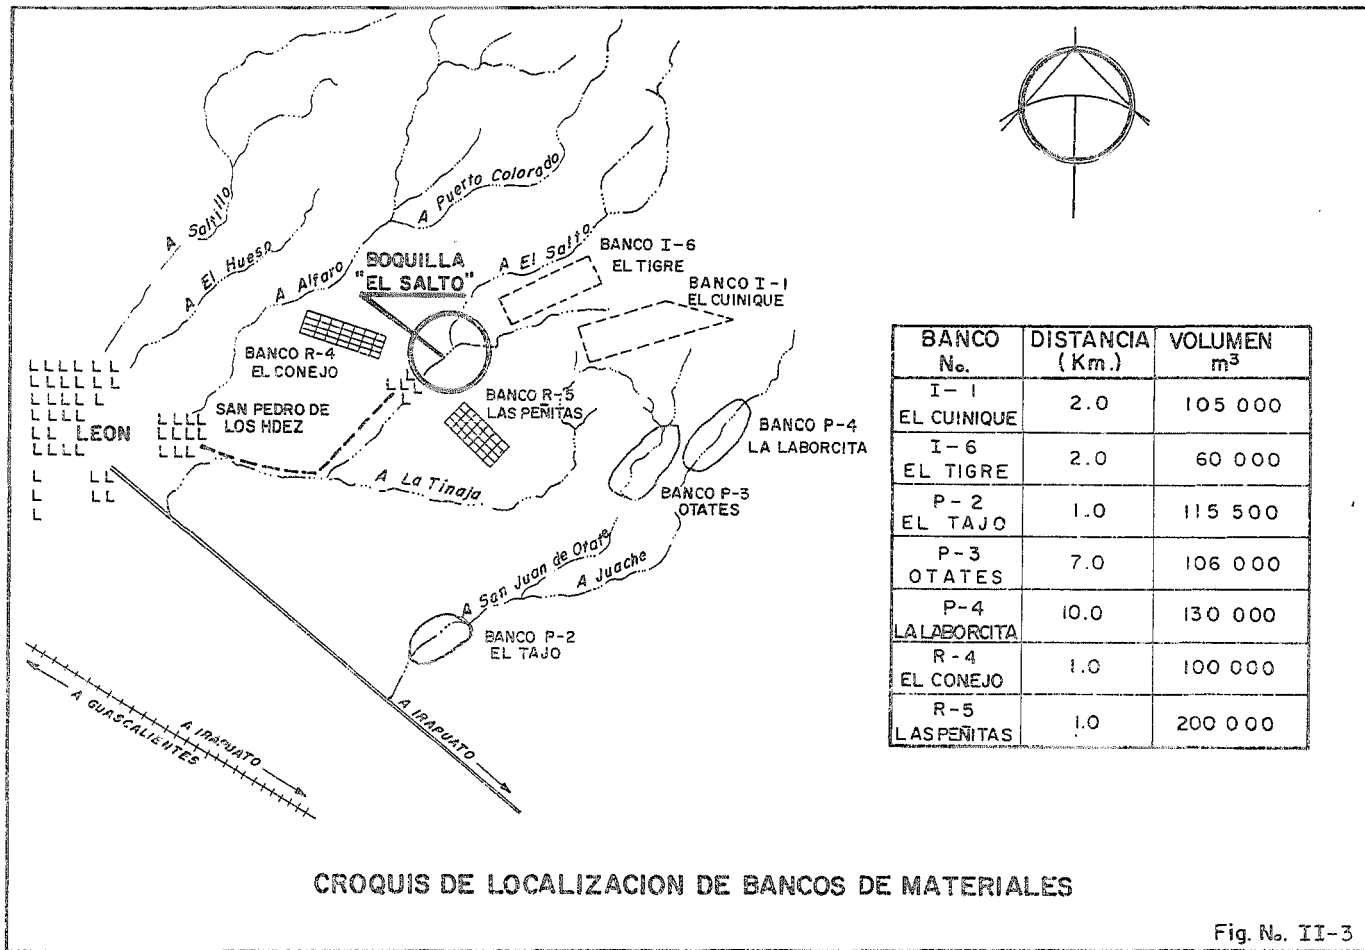 A Saltillo
A El Hueso
A Alfaro
A Puerto Colorado
A El Salto
BOQUILLA
"EL SALTO"
BANCO I-6
EL TIGRE
BANCO I-1
EL CUINIQUE
BANCO R-4
EL CONEJO
BANCO R-5
LAS PEÑITAS
SAN PEDRO DE
LOS HDEZ
L L L L L L
L L L L L L
L L L L
L L LEON
L L L L
L L L
L L L
L
L L L L
L L L L
L L L
L
L L
L
BANCO P-4
LA LABORCITA
BANCO P-3
OTATES
A La Tinaja
A San Juan de Otate
A Juache
BANCO P-2
EL TAJO
A IRAPUATO
A IRAPUATO
A GUASCALIENTES
BANCO No. DISTANCIA (Km.) VOLUMEN m³
I-1 EL CUINIQUE 2.0 105 000
I-6 EL TIGRE 2.0 60 000
P-2 EL TAJO 1.0 115 500
P-3 OTATES 7.0 106 000
P-4 LA LABORCITA 10.0 130 000
R-4 EL CONEJO 1.0 100 000
R-5 LAS PEÑITAS 1.0 200 000
CROQUIS DE LOCALIZACION DE BANCOS DE MATERIALES
Fig. No. II-3